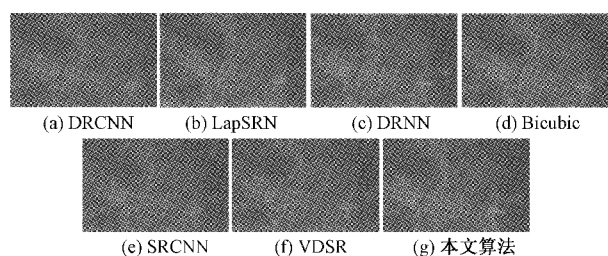 (a) DRCNN (b) LapSRN (c) DRNN (d) Bicubic
(e) SRCNN (f) VDSR (g) 本文算法